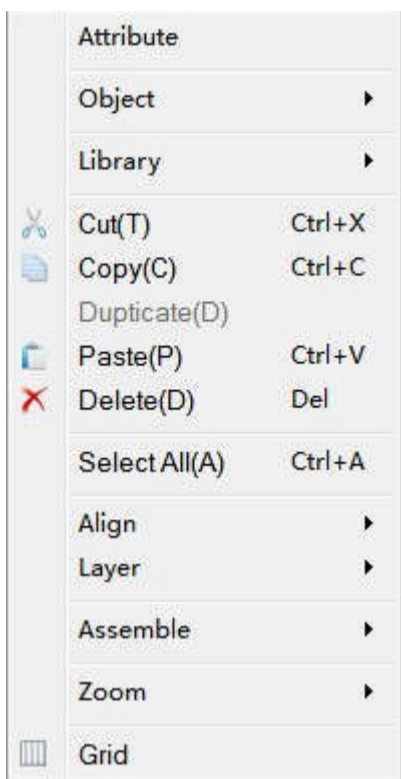 Attribute
Object
Library
Cut(T) Ctrl+X
Copy(C) Ctrl+C
Dupticate(D)
Paste(P) Ctrl+V
Delete(D) Del
Select All(A) Ctrl+A
Align
Layer
Assemble
Zoom
Grid